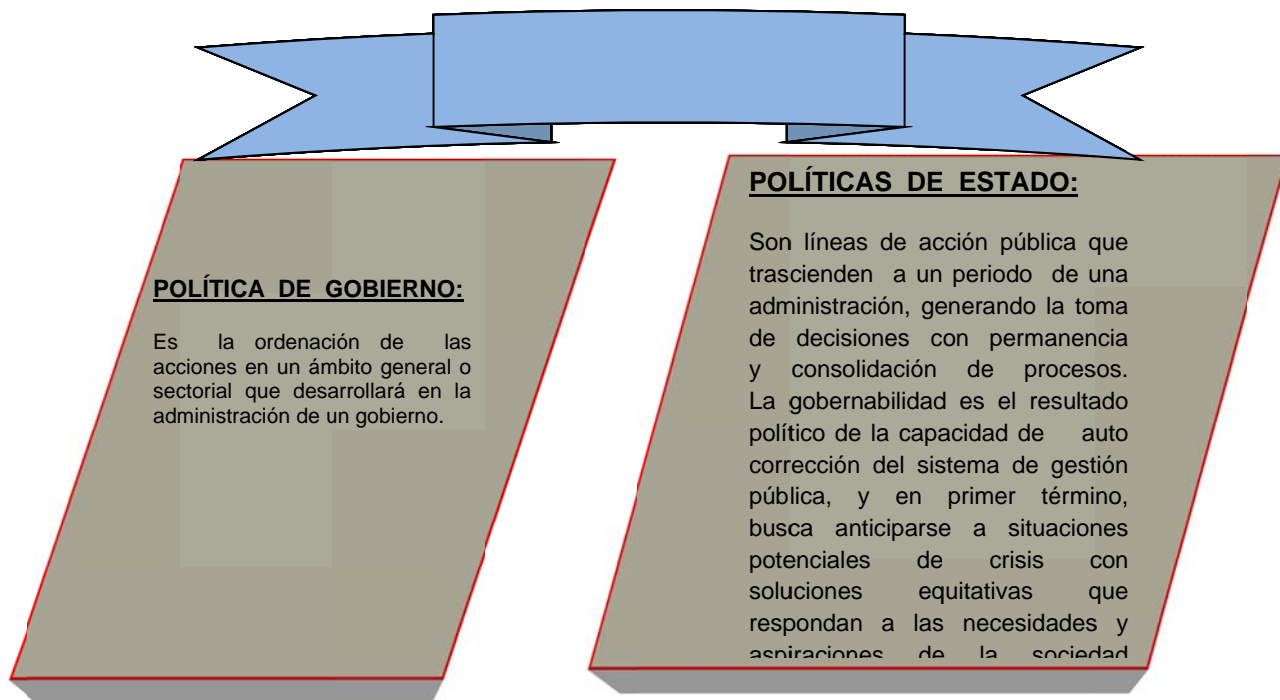 POLÍTICA DE GOBIERNO:
Es la ordenación de las
acciones en un ámbito general o
sectorial que desarrollará en la
administración de un gobierno.
POLÍTICAS DE ESTADO:
Son líneas de acción pública que
trascienden a un periodo de una
administración, generando la toma
de decisiones con permanencia
y consolidación de procesos.
La gobernabilidad es el resultado
político de la capacidad de auto
corrección del sistema de gestión
pública, y en primer término,
busca anticiparse a situaciones
potenciales de crisis con
soluciones equitativas que
respondan a las necesidades y
aspiraciones de la sociedad